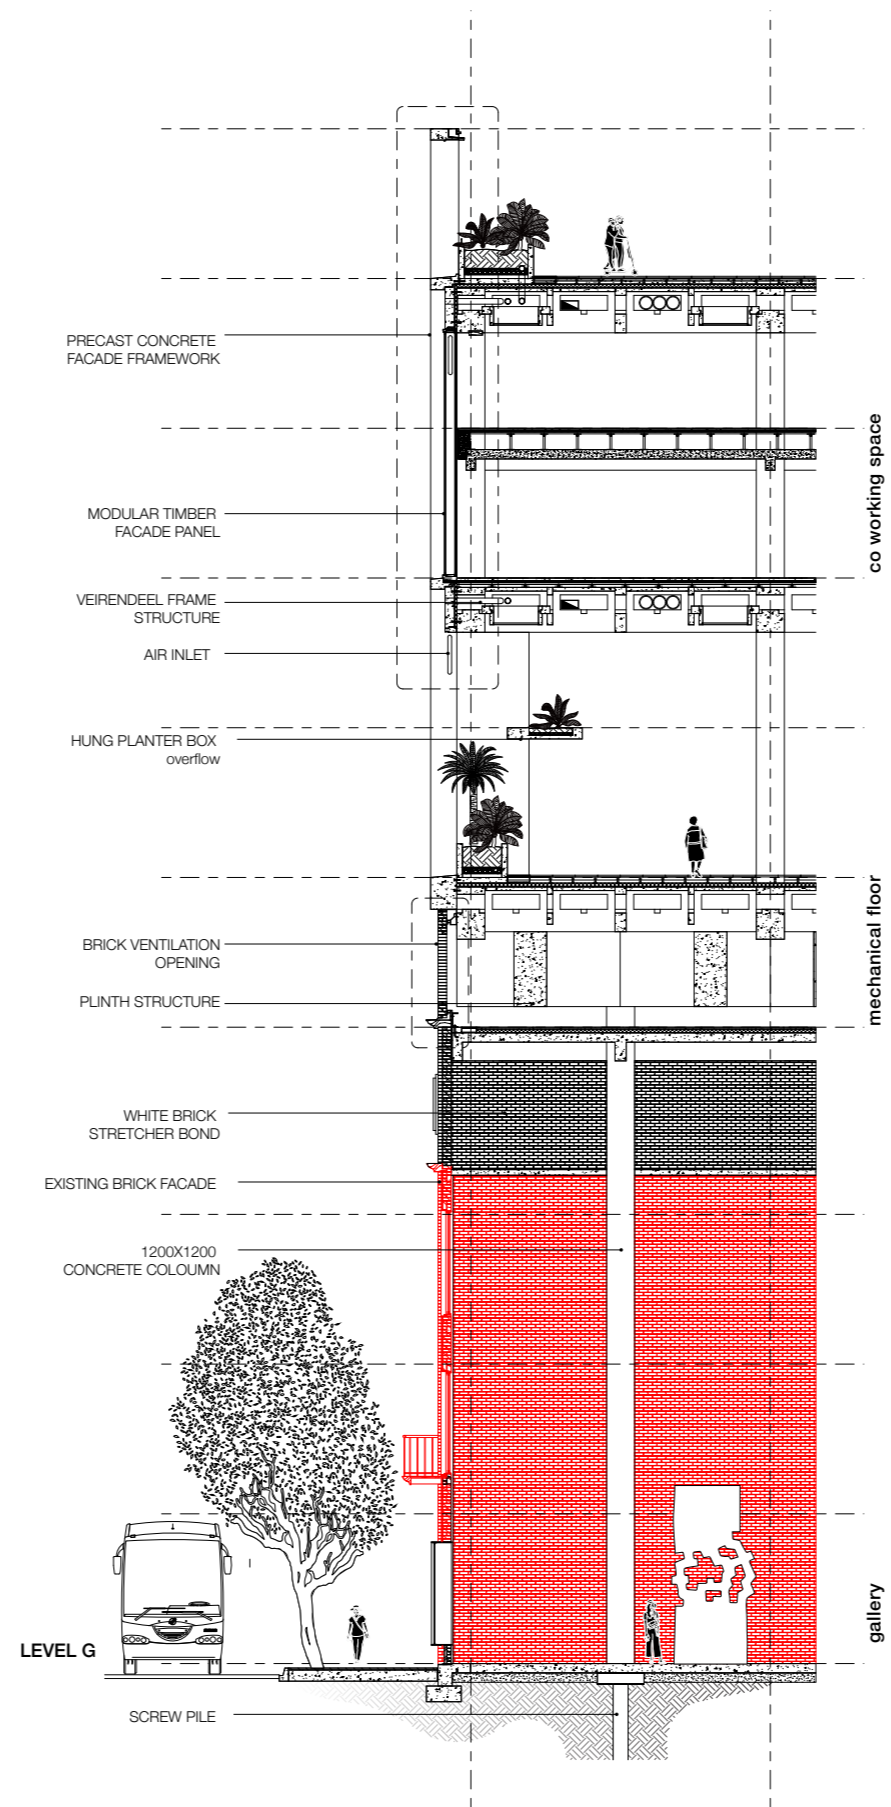 PRECAST CONCRETE
FACADE FRAMEWORK
co working space
MODULAR TIMBER
FACADE PANEL
VEIRENDEEL FRAME
STRUCTURE
AIR INLET
HUNG PLANTER BOX
overflow
mechanical floor
BRICK VENTILATION
OPENING
PLINTH STRUCTURE
WHITE BRICK
STRETCHER BOND
EXISTING BRICK FACADE
1200X1200
CONCRETE COLOUMN
gallery
LEVEL G
SCREW PILE